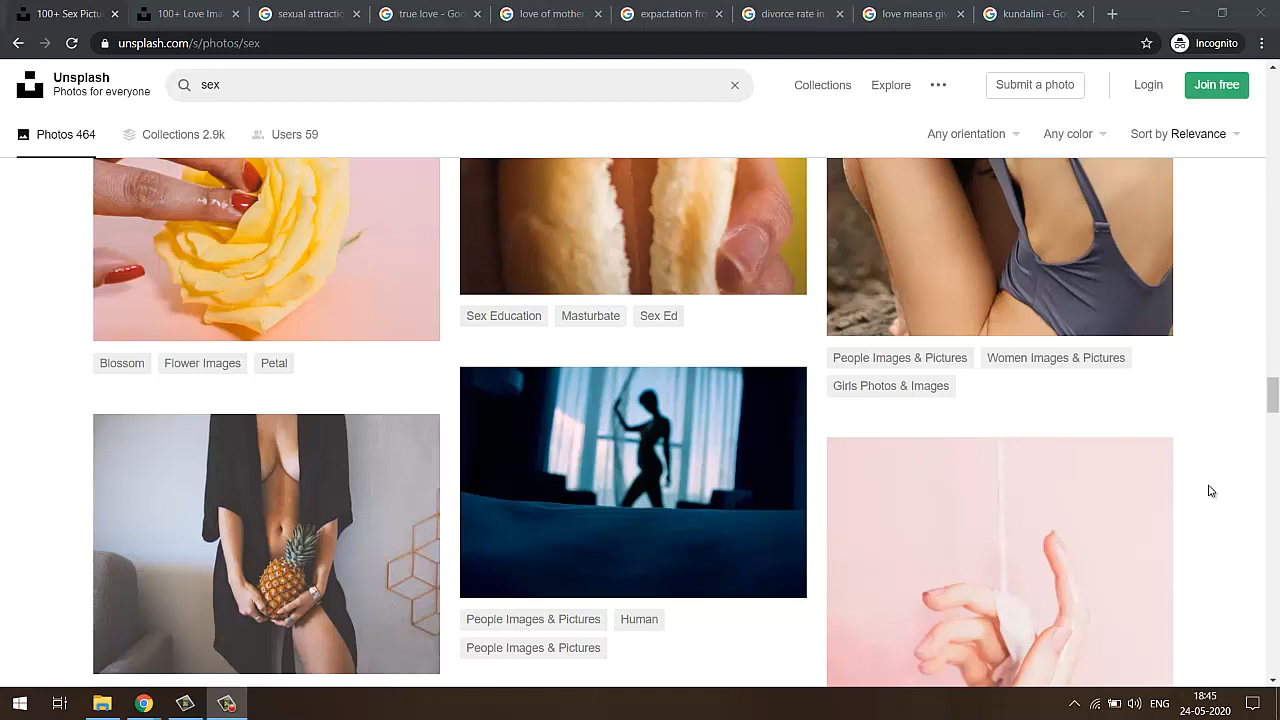 100+ Sex Pictu
100+ Love Ima
sexual attractic
true love - Goo
love of mother
expactation fro
divorce rate in
love means giv
kundalini - Goo
unsplash.com/s/photos/sex
Incognito
Unsplash
Photos for everyone
sex
Collections
Explore
Submit a photo
Login
Join free
Photos 464
Collections 2.9k
Users 59
Any orientation
Any color
Sort by Relevance
Sex Education
Masturbate
Sex Ed
Blossom
Flower Images
Petal
People Images & Pictures
Women Images & Pictures
Girls Photos & Images
People Images & Pictures
Human
People Images & Pictures
ENG
18:45
24-05-2020